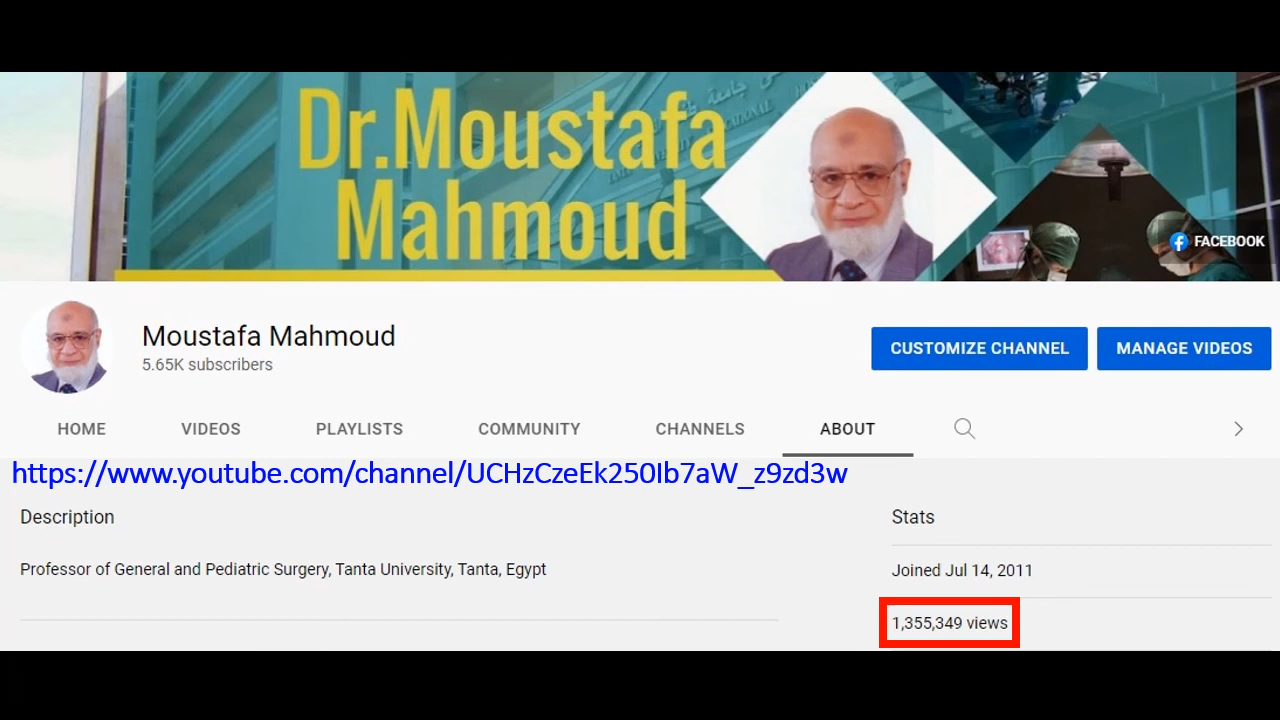 Dr.Moustafa
Mahmoud
FACEBOOK
Moustafa Mahmoud
5.65K subscribers
CUSTOMIZE CHANNEL
MANAGE VIDEOS
HOME VIDEOS PLAYLISTS COMMUNITY CHANNELS ABOUT
https://www.youtube.com/channel/UCHzCzeEk250Ib7aW_z9zd3w
Description
Professor of General and Pediatric Surgery, Tanta University, Tanta, Egypt
Stats
Joined Jul 14, 2011
1,355,349 views